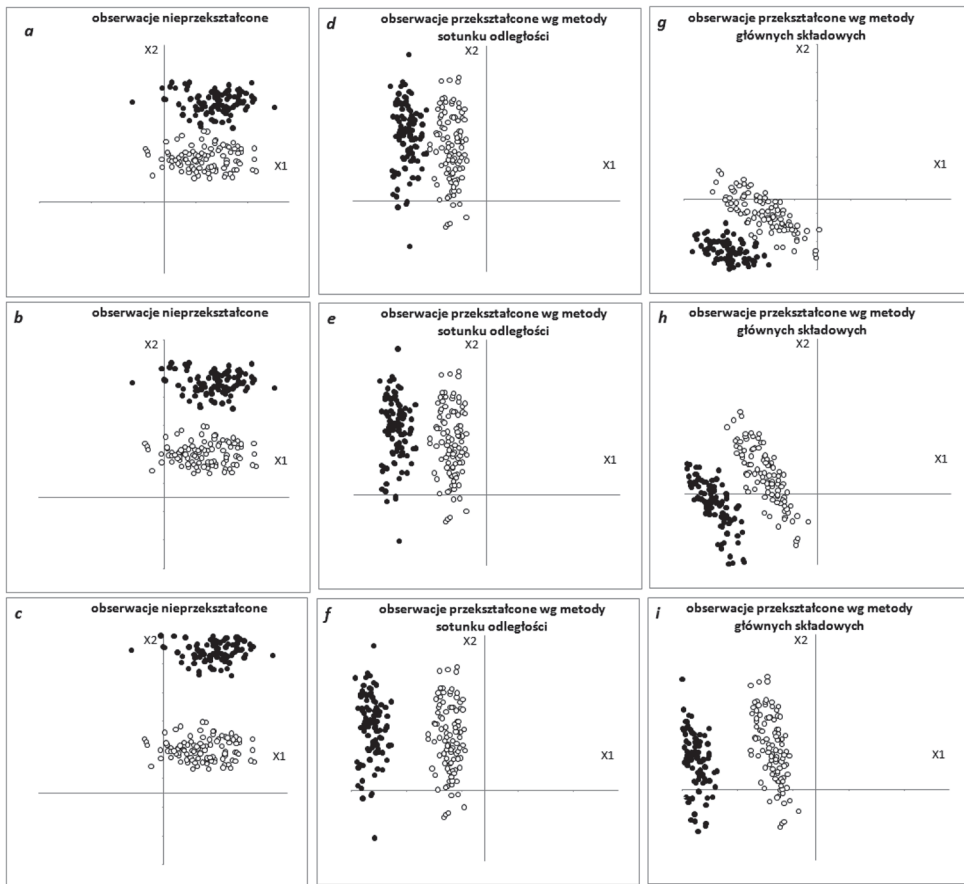 a
obserwacje nieprzekształcone
X2
X1
d
obserwacje przekształcone wg metody
sotunku odległości
X2
X1
g
obserwacje przekształcone wg metody
głównych składowych
X2
X1
b
obserwacje nieprzekształcone
X2
X1
e
obserwacje przekształcone wg metody
sotunku odległości
X2
X1
h
obserwacje przekształcone wg metody
głównych składowych
X2
X1
c
obserwacje nieprzekształcone
X2
X1
f
obserwacje przekształcone wg metody
sotunku odległości
X2
X1
i
obserwacje przekształcone wg metody
głównych składowych
X2
X1